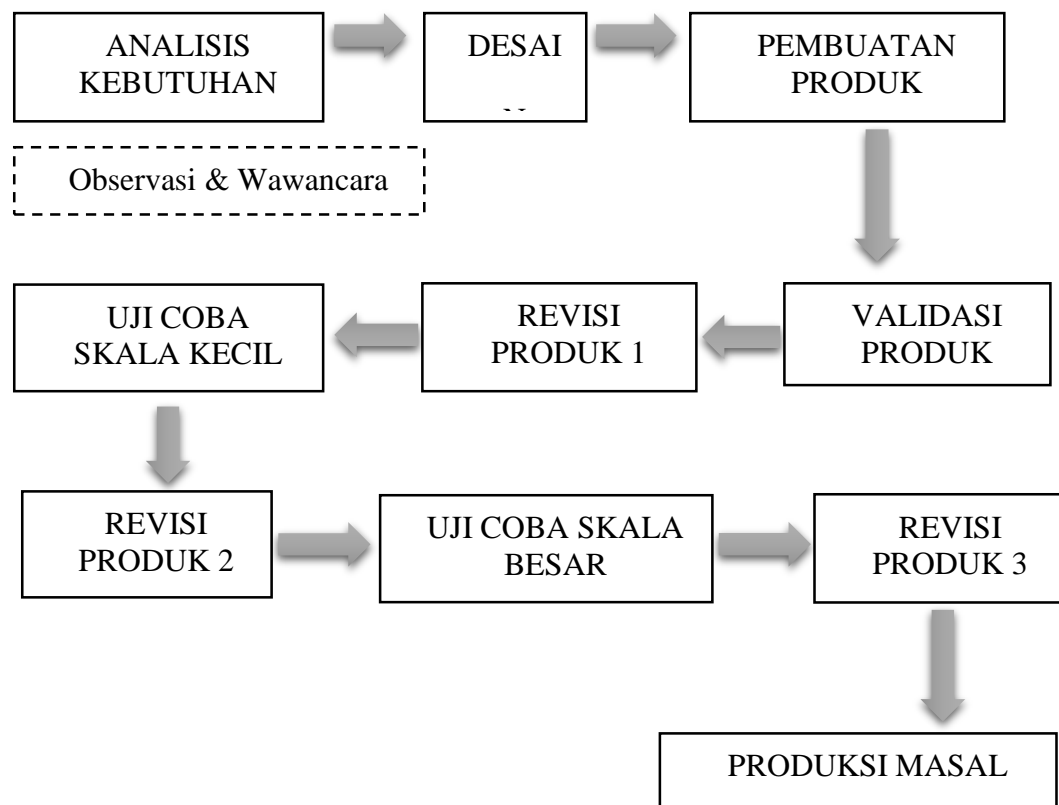 ANALISIS
KEBUTUHAN
DESAI
PEMBUATAN
PRODUK
Observasi & Wawancara
UJI COBA
SKALA KECIL
REVISI
PRODUK 1
VALIDASI
PRODUK
REVISI
PRODUK 2
UJI COBA SKALA
BESAR
REVISI
PRODUK 3
PRODUKSI MASAL